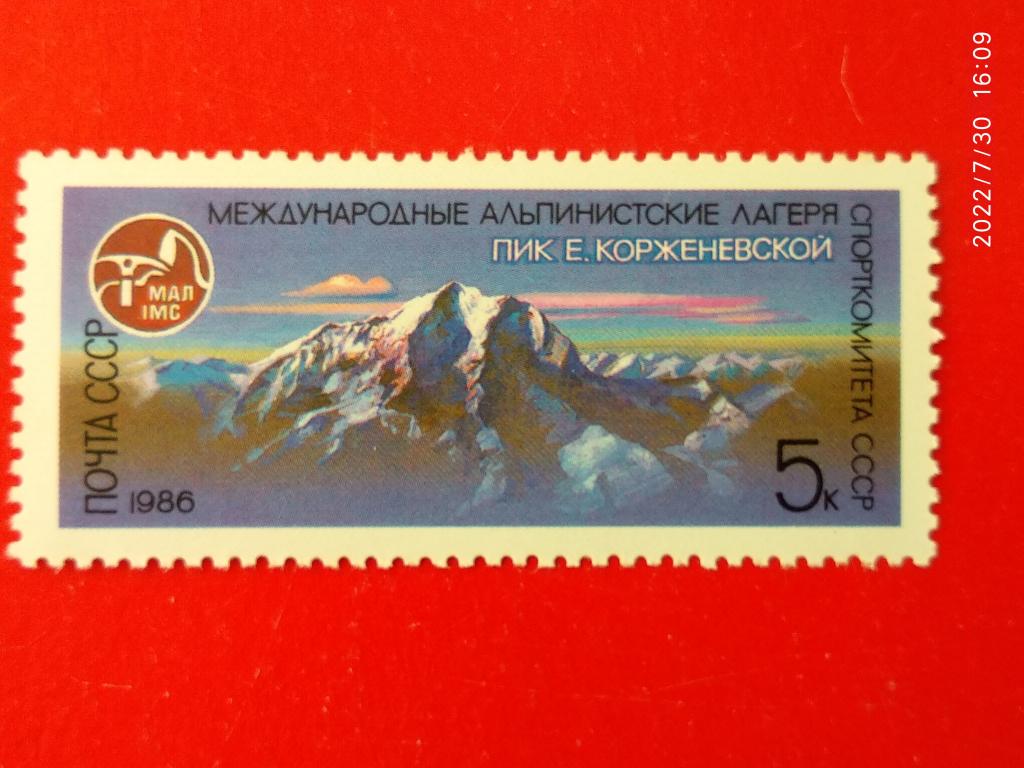 МЕЖДУНАРОДНЫЕ АЛЬПИНИСТСКИЕ ЛАГЕРЯ
СПОРТКОМИТЕТА СССР
ПИК Е. КОРЖЕНЕВСКОЙ
МАЛ
IMC
ПОЧТА СССР
1986
5к
2022/7/30 16:09